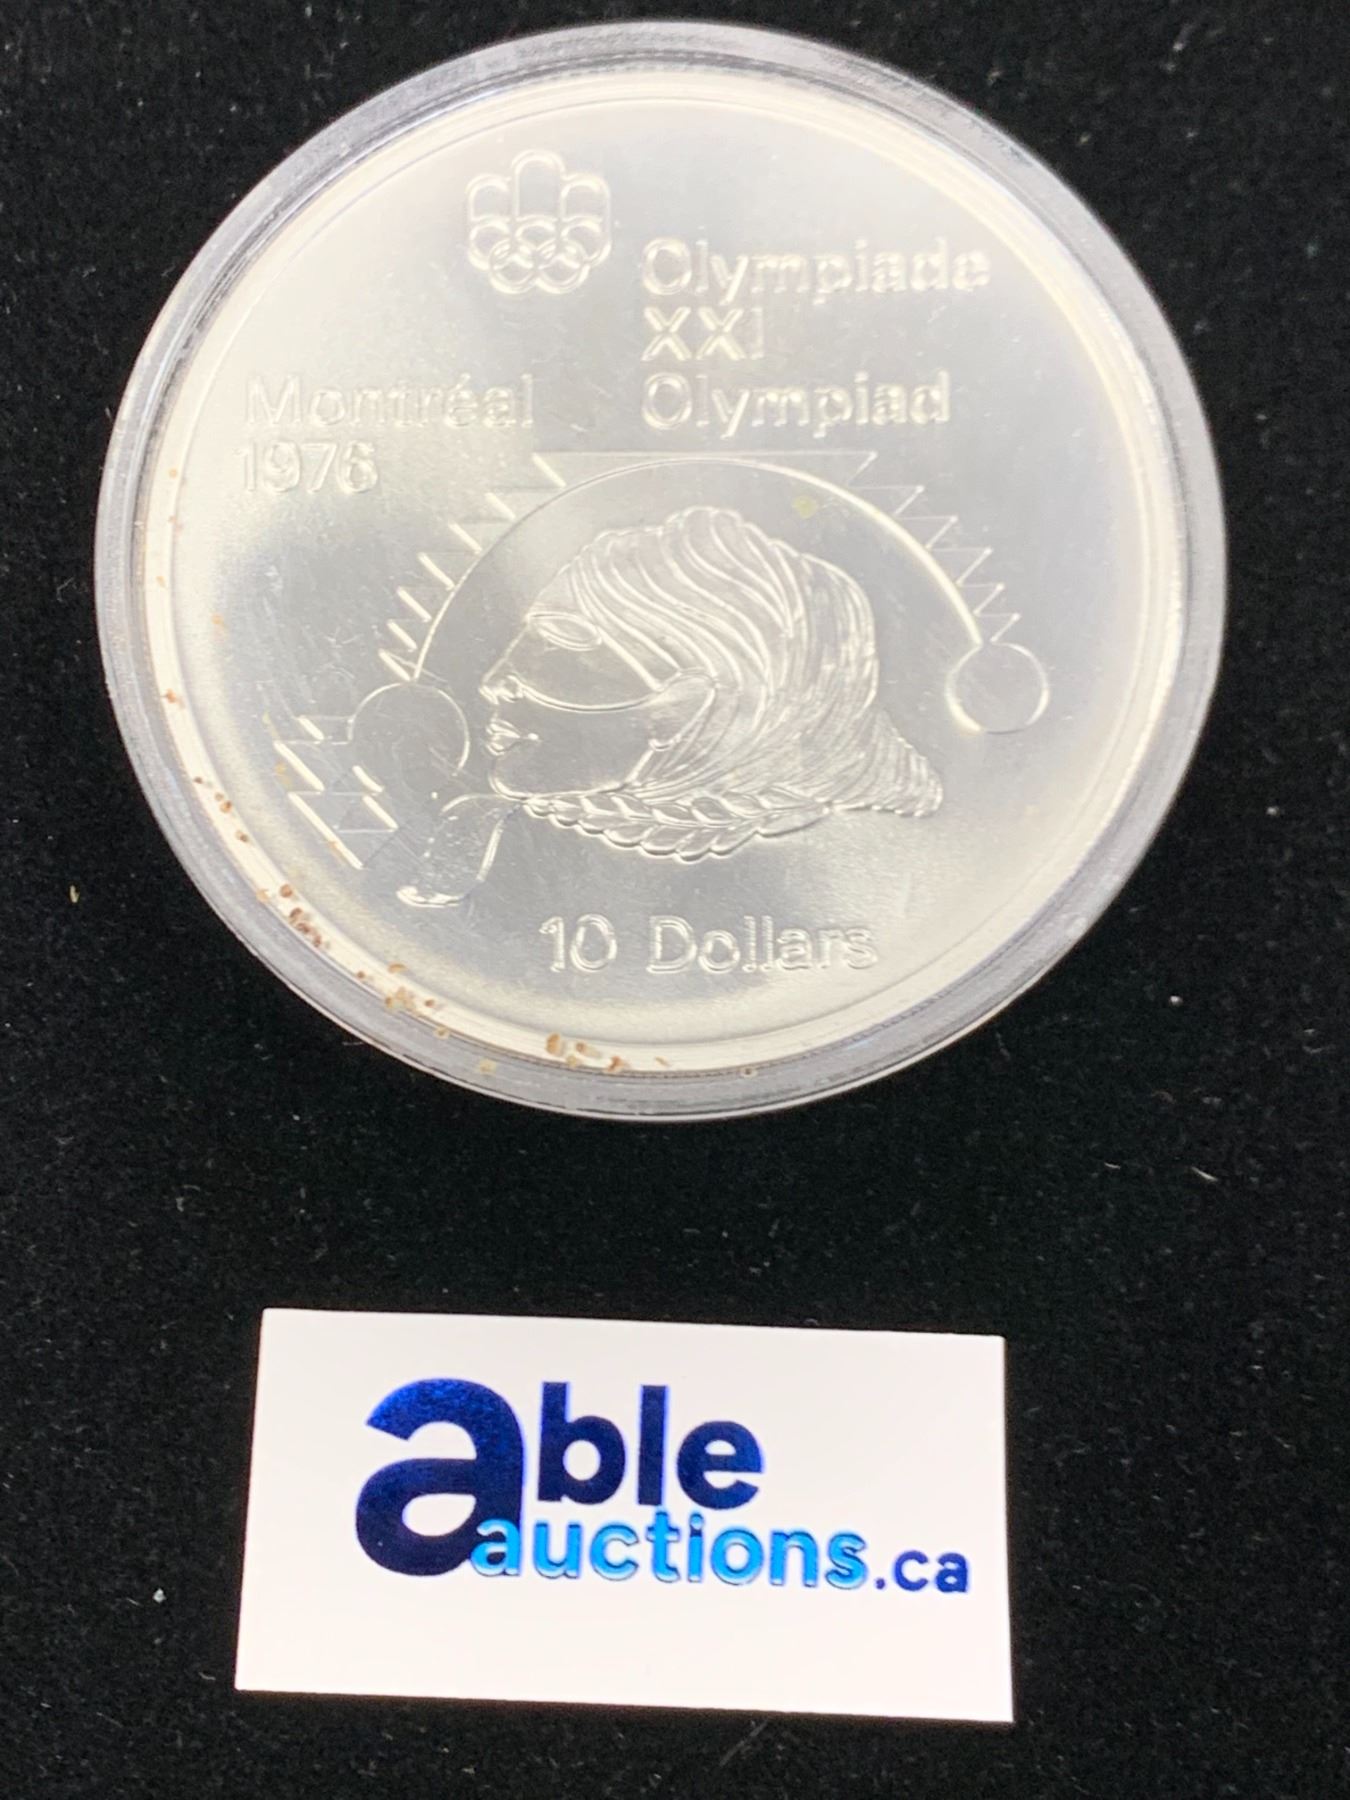 Olympiade
XXI
Olympiad
Montréal
1976
10 Dollars
able
auctions.ca